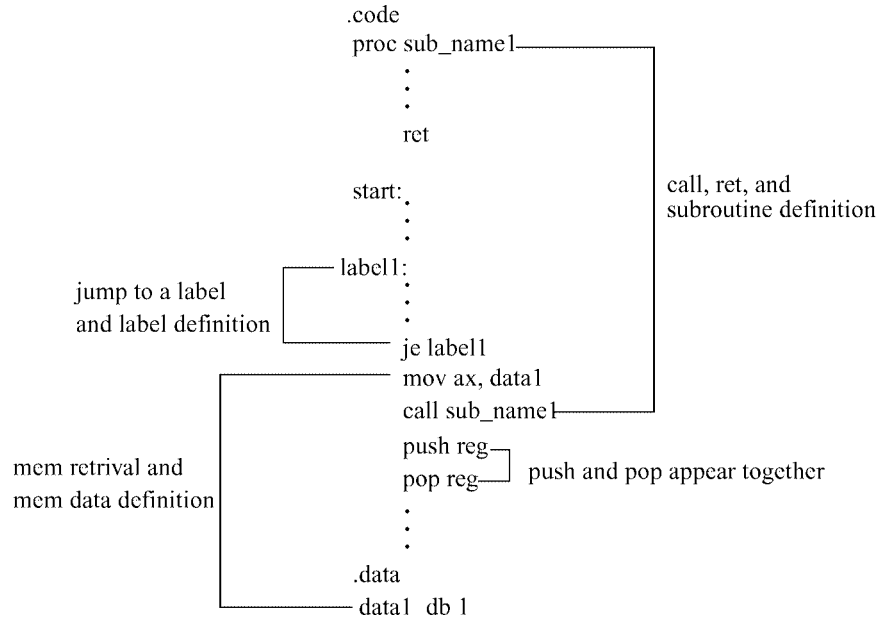 .code
proc sub_name1
ret
call, ret, and
subroutine definition
start:
label1:
jump to a label
and label definition
je label1
mov ax, data1
call sub_name1
push reg
pop reg
push and pop appear together
mem retrival and
mem data definition
.data
data1 db 1